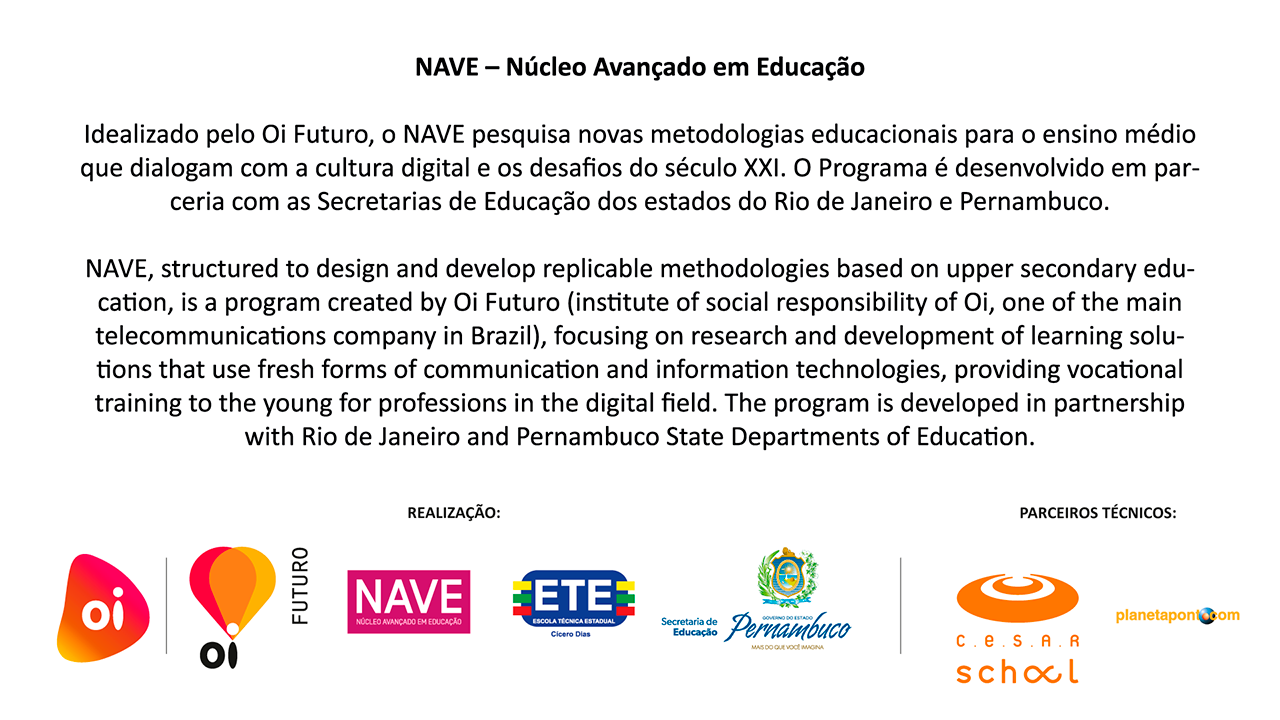 NAVE – Núcleo Avançado em Educação
Idealizado pelo Oi Futuro, o NAVE pesquisa novas metodologias educacionais para o ensino médio
que dialogam com a cultura digital e os desafios do século XXI. O Programa é desenvolvido em par-
ceria com as Secretarias de Educação dos estados do Rio de Janeiro e Pernambuco.
NAVE, structured to design and develop replicable methodologies based on upper secondary edu-
cation, is a program created by Oi Futuro (institute of social responsibility of Oi, one of the main
telecommunications company in Brazil), focusing on research and development of learning solu-
tions that use fresh forms of communication and information technologies, providing vocational
training to the young for professions in the digital field. The program is developed in partnership
with Rio de Janeiro and Pernambuco State Departments of Education.
REALIZAÇÃO:
PARCEIROS TÉCNICOS:
oi
oi
FUTURO
NAVE
NÚCLEO AVANÇADO EM EDUCAÇÃO
ETE
ESCOLA TÉCNICA ESTADUAL
Cícero Dias
Secretaria de
Educação
GOVERNO DO ESTADO
Pernambuco
MAIS DO QUE VOCÊ IMAGINA
c.e.s.a.r
school
planetaponto.com